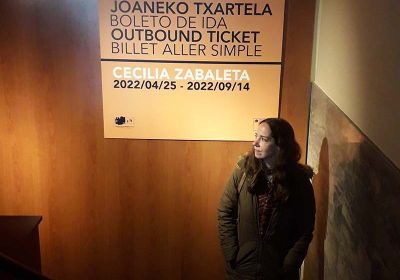 JOANEKO TXARTELA
BOLETO DE IDA
OUTBOUND TICKET
BILLET ALLER SIMPLE
CECILIA ZABALETA
2022/04/25 - 2022/09/14